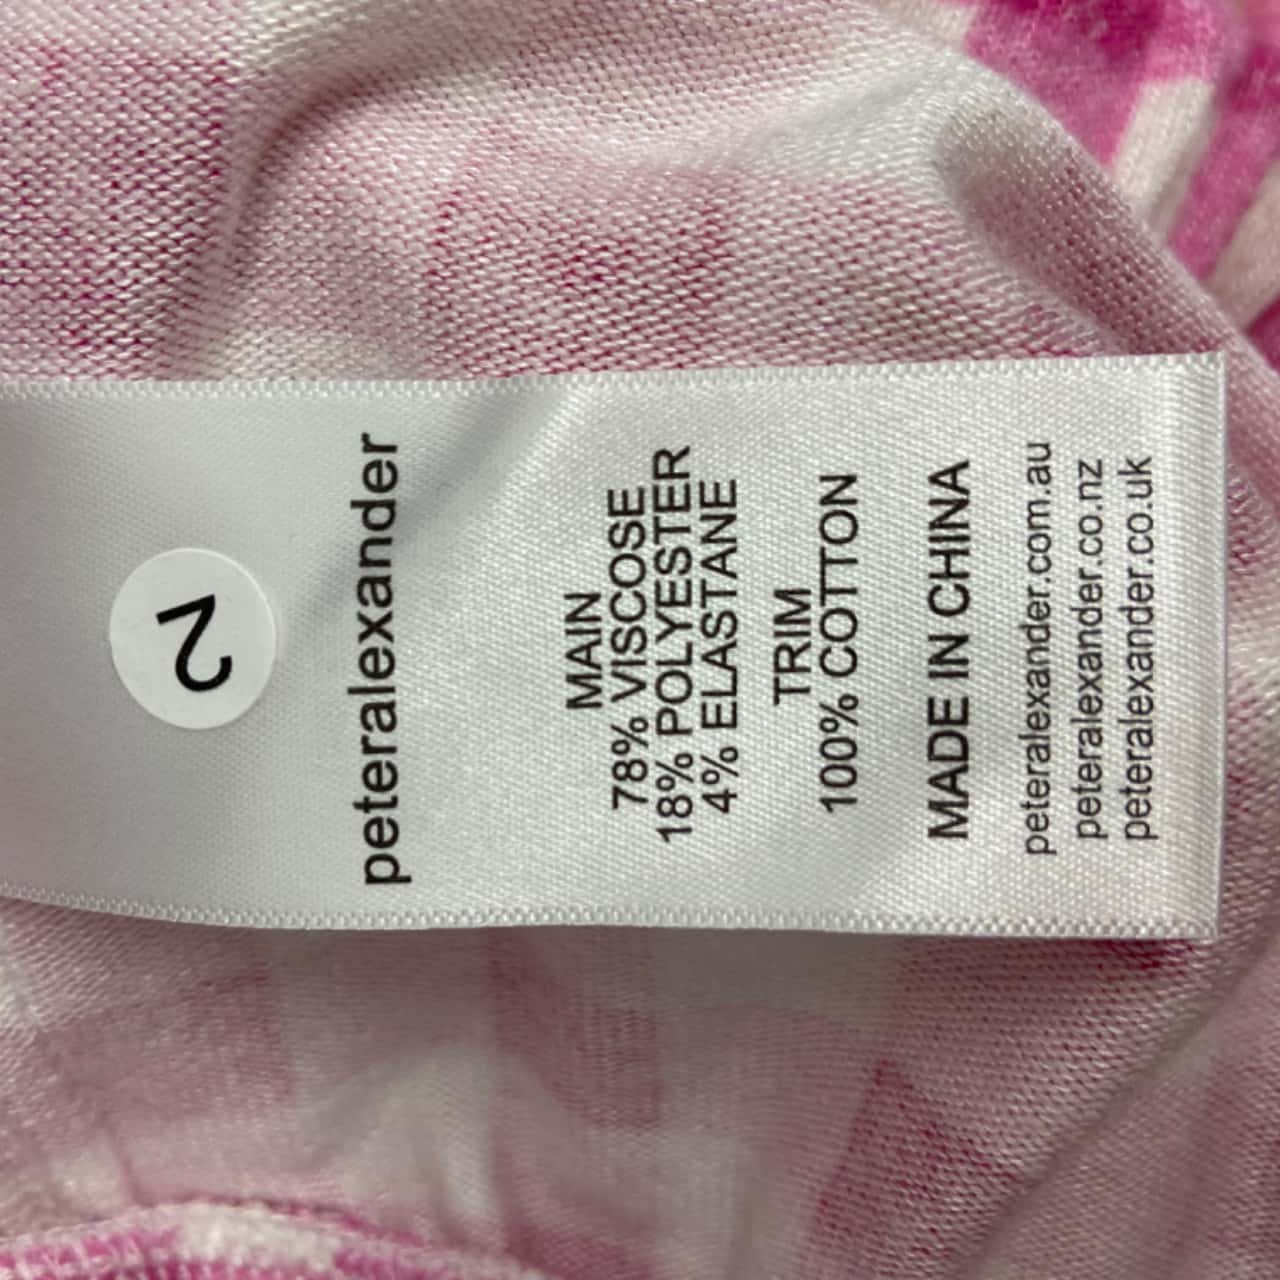 2
peteralexander
MAIN
78% VISCOSE
18% POLYESTER
4% ELASTANE
TRIM
100% COTTON
MADE IN CHINA
peteralexander.com.au
peteralexander.co.nz
peteralexander.co.uk